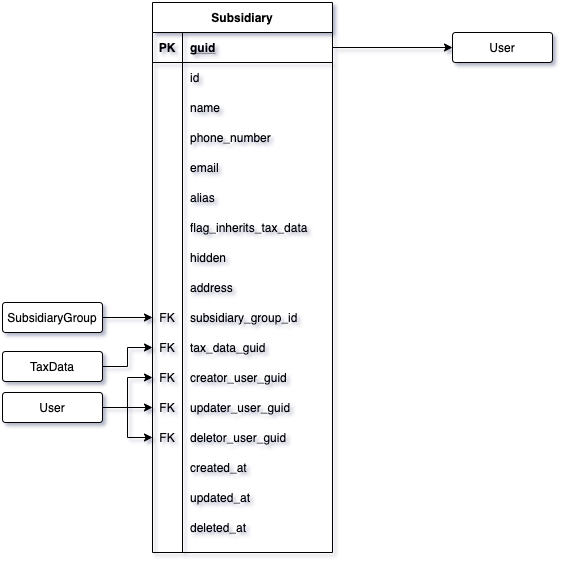 Subsidiary
PK guid
User
id
name
phone_number
email
alias
flag_inherits_tax_data
hidden
address
SubsidiaryGroup
FK subsidiary_group_id
FK tax_data_guid
TaxData
FK creator_user_guid
User
FK updater_user_guid
FK deletor_user_guid
created_at
updated_at
deleted_at